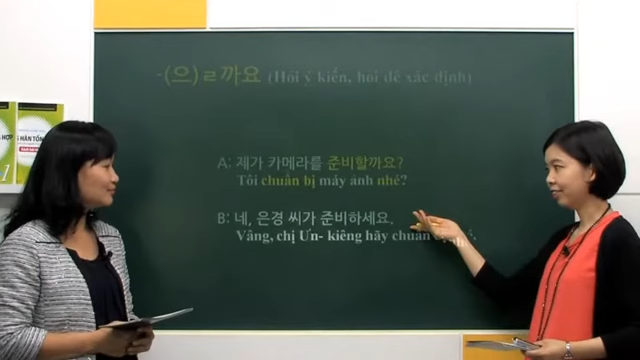 -(으)ㄹ까요 (Hỏi ý kiến, hỏi để xác định)
A: 제가 카메라를 준비할까요?
Tôi chuẩn bị máy ảnh nhé?
B: 네, 은경 씨가 준비하세요.
Vâng, chị Ưn- kiêng hãy chuẩn